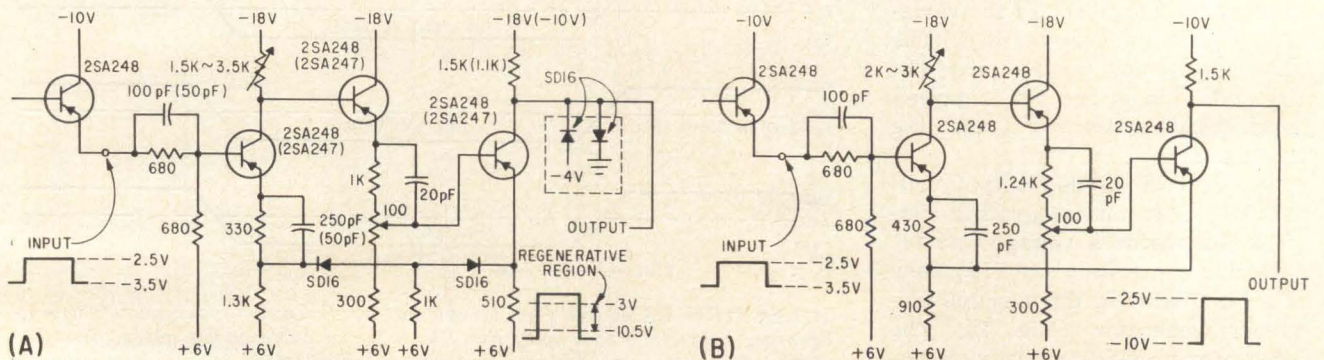 -10V
-18V
-18V
-18V(-10V)
2SA248
1.5K~3.5K
2SA248
(2SA247)
1.5K (1.1K)
SD16
100 pF (50pF)
2SA248
(2SA247)
2SA248
(2SA247)
680
-4V
1K
20pF
INPUT
680
330
250pF
(50pF)
100
OUTPUT
-2.5V
-3.5V
SD16
SD16
REGENERATIVE
REGION
1.3K
300
1K
510
-3V
-10.5V
(A)
+6V
+6V
+6V
+6V
+6V
-10V
-18V
-18V
-10V
2SA248
2K~3K
2SA248
1.5K
100pF
2SA248
2SA248
680
1.24K
20
pF
INPUT
680
430
250
pF
100
OUTPUT
-2.5V
-3.5V
910
300
-2.5V
-10V
(B)
+6V
+6V
+6V